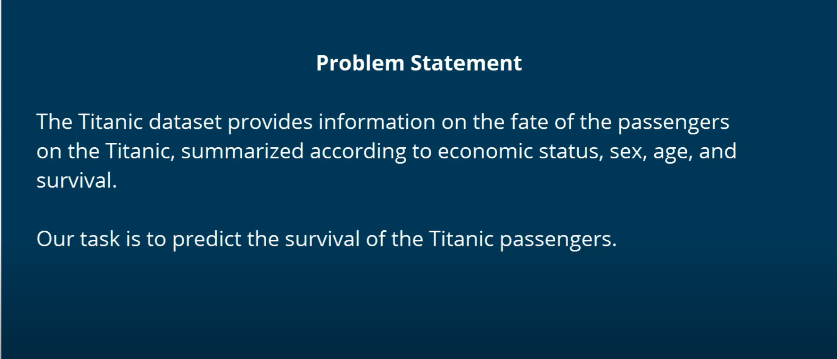 Problem Statement
The Titanic dataset provides information on the fate of the passengers
on the Titanic, summarized according to economic status, sex, age, and
survival.
Our task is to predict the survival of the Titanic passengers.